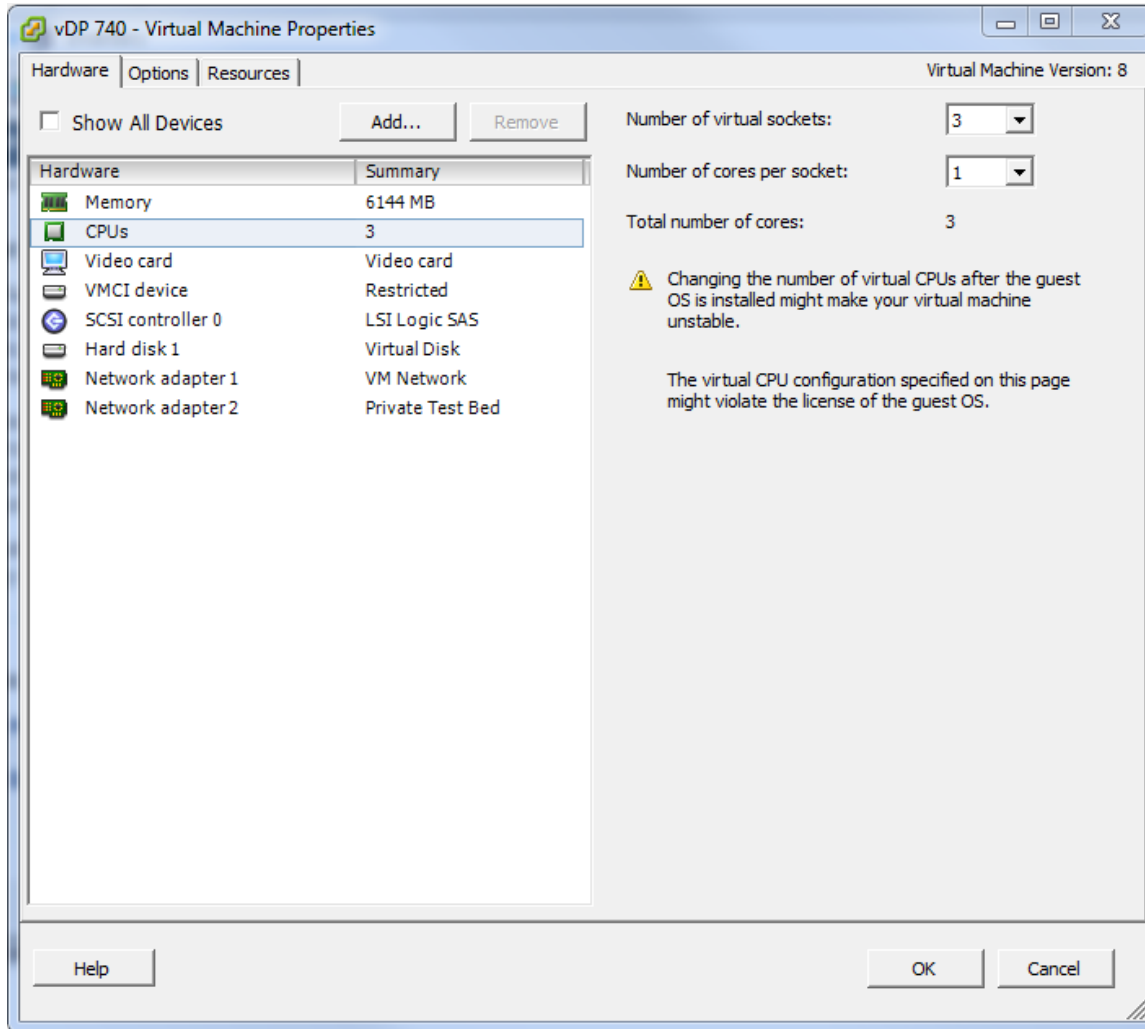 vDP 740 - Virtual Machine Properties
Hardware Options Resources Virtual Machine Version: 8
Show All Devices Add... Remove
Hardware Summary
Memory 6144 MB
CPUs 3
Video card Video card
VMCI device Restricted
SCSI controller 0 LSI Logic SAS
Hard disk 1 Virtual Disk
Network adapter 1 VM Network
Network adapter 2 Private Test Bed
Number of virtual sockets: 3
Number of cores per socket: 1
Total number of cores: 3
Changing the number of virtual CPUs after the guest
OS is installed might make your virtual machine
unstable.
The virtual CPU configuration specified on this page
might violate the license of the guest OS.
Help OK Cancel